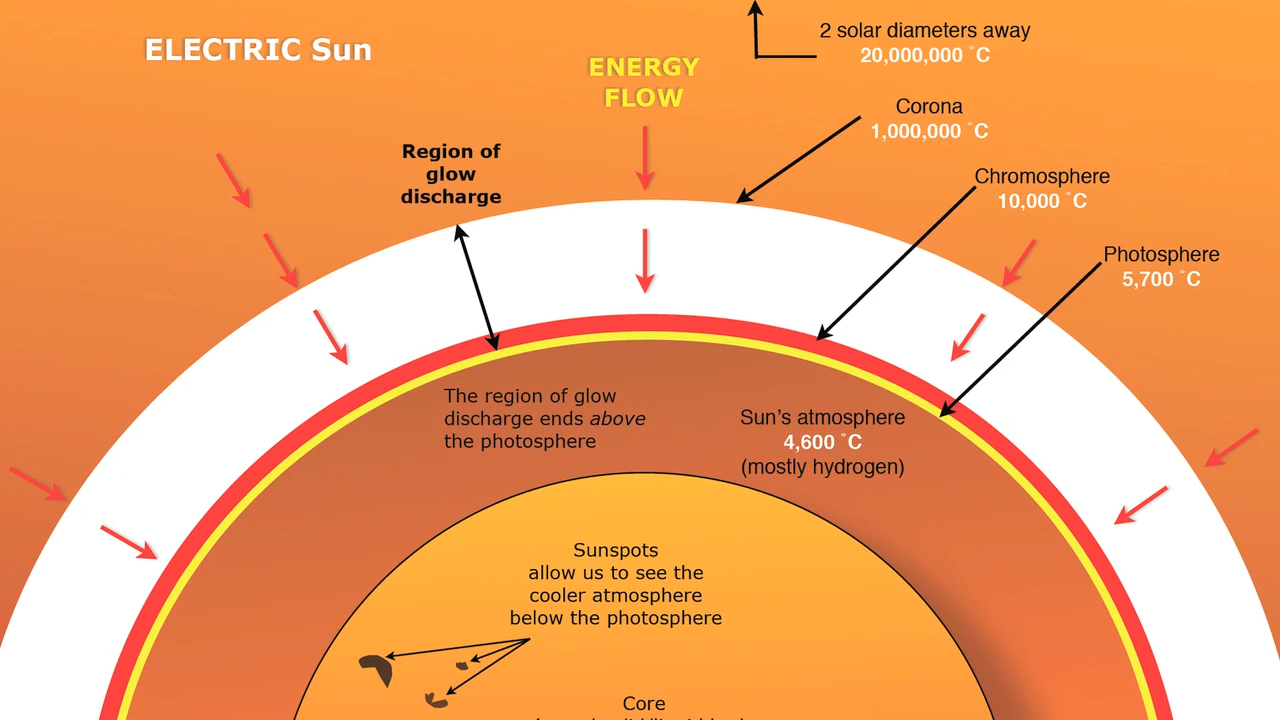 ELECTRIC Sun
ENERGY
FLOW
2 solar diameters away
20,000,000 ˚C
Corona
1,000,000 ˚C
Region of
glow
discharge
Chromosphere
10,000 ˚C
Photosphere
5,700 ˚C
The region of glow
discharge ends above
the photosphere
Sun’s atmosphere
4,600 ˚C
(mostly hydrogen)
Sunspots
allow us to see the
cooler atmosphere
below the photosphere
Core